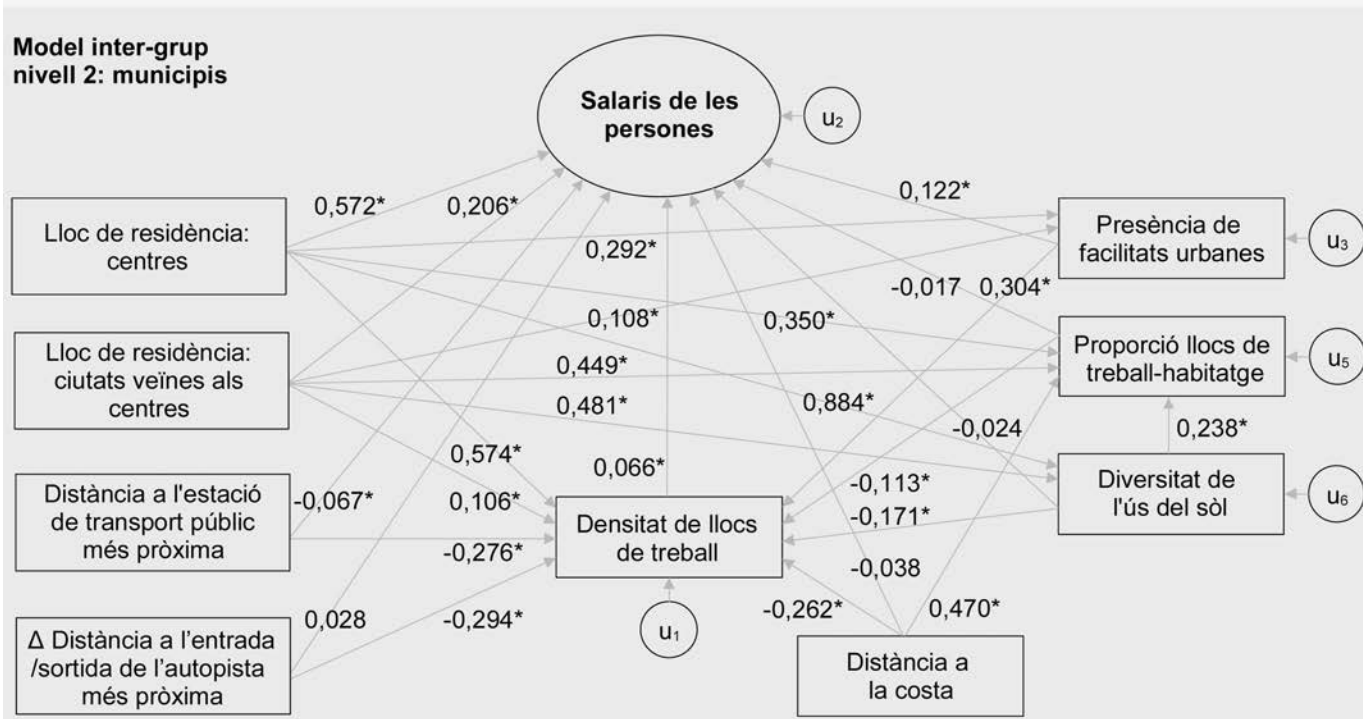 Model inter-grup
nivell 2: municipis
Salaris de les
persones
u₂
0,572*
0,206*
0,122*
Lloc de residència:
centres
0,292*
Presència de
facilitats urbanes
u₃
-0,017
0,304*
0,108*
0,350*
Lloc de residència:
ciutats veïnes als
centres
0,449*
0,481*
Proporció llocs de
treball-habitatge
u₅
0,884*
-0,024
0,238*
0,574*
0,066*
Distància a l'estació
de transport públic
més pròxima
-0,067*
0,106*
-0,276*
Densitat de llocs
de treball
-0,113*
-0,171*
Diversitat de
l'ús del sòl
u₆
-0,038
0,028
-0,294*
u₁
-0,262*
0,470*
Δ Distància a l’entrada
/sortida de l’autopista
més pròxima
Distància a
la costa